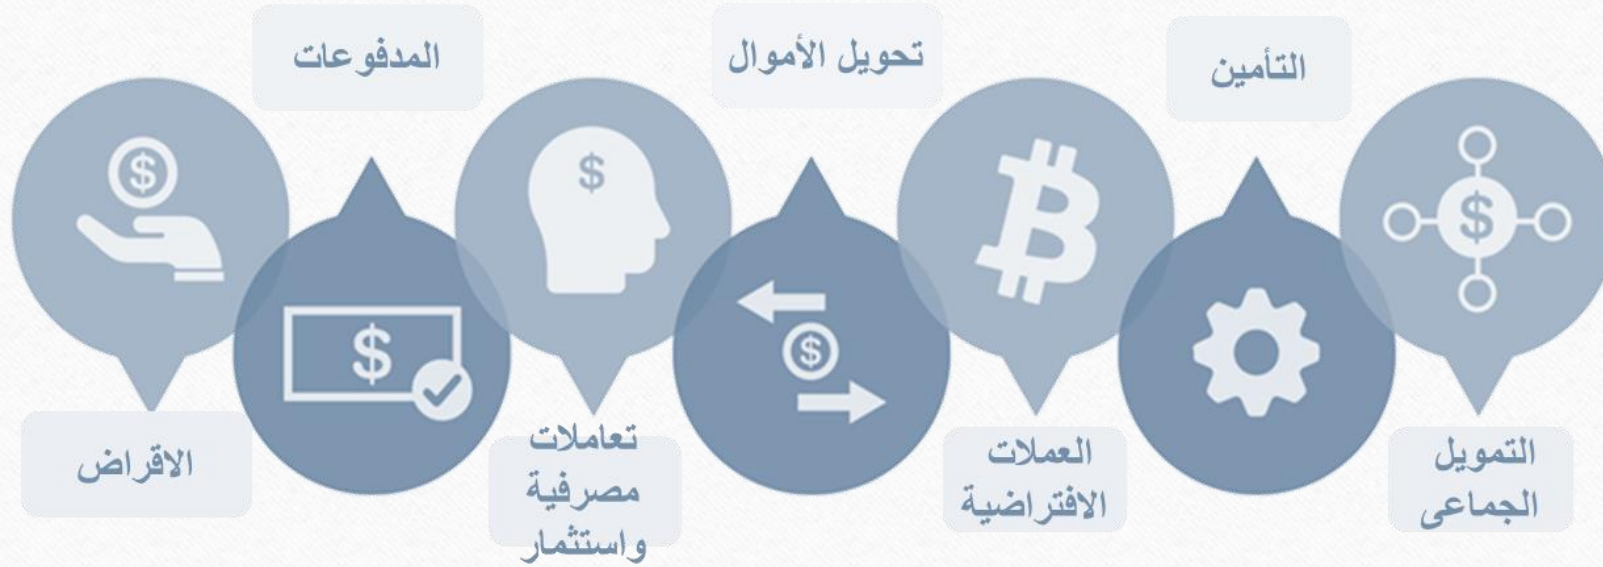 التأمين
تحويل الأموال
المدفوعات
التمويل
الجماعى
العملات
الافتراضية
تعاملات
مصرفية
واستثمار
الاقراض